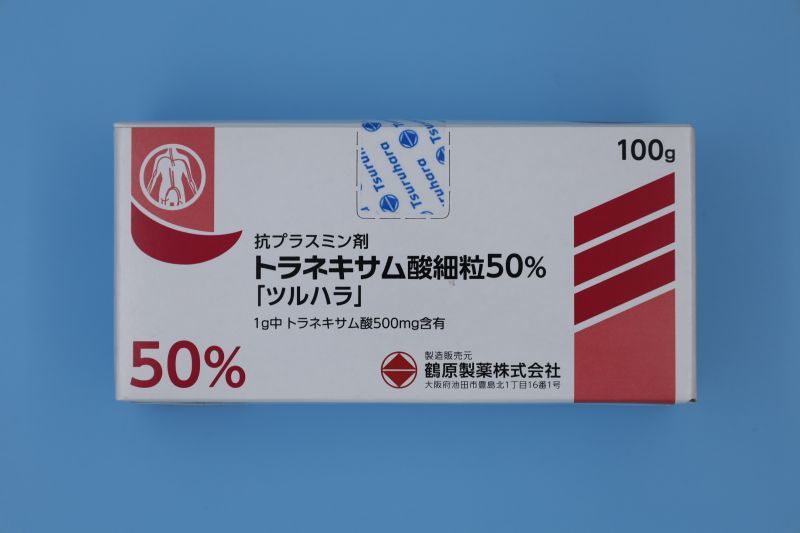 100g
Tsuruhara
Tsuruhara
Tsuruhara
抗プラスミン剤
トラネキサム酸細粒50%
「ツルハラ」
1g中 トラネキサム酸500mg含有
50%
製造販売元
鶴原製薬株式会社
大阪府池田市豊島北1丁目16番1号